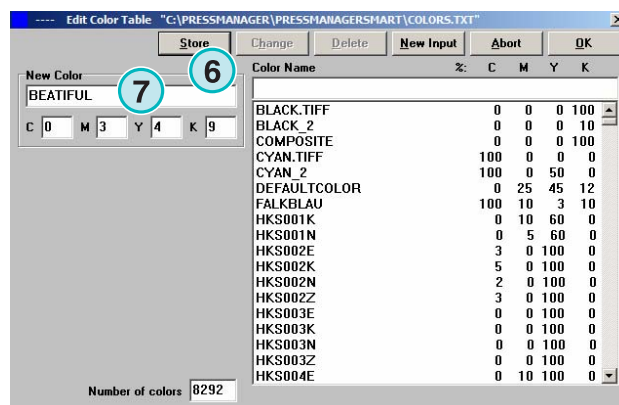 ---- Edit Color Table "C:\PRESSMANAGER\PRESSMANAGERSMART\COLORS.TXT"
Store Change Delete New Input Abort OK
6
New Color
BEATIFUL
7
C 0 M 3 Y 4 K 9
Color Name %: C M Y K
BLACK.TIFF 0 0 0 100
BLACK_2 0 0 0 10
COMPOSITE 0 0 0 100
CYAN.TIFF 100 0 0 0
CYAN_2 100 0 50 0
DEFAULTCOLOR 0 25 45 12
FALKBLAU 100 10 3 10
HKS001K 0 10 60 0
HKS001N 0 5 60 0
HKS002E 3 0 100 0
HKS002K 5 0 100 0
HKS002N 2 0 100 0
HKS002Z 3 0 100 0
HKS003E 0 0 100 0
HKS003K 0 0 100 0
HKS003N 0 0 100 0
HKS003Z 0 0 100 0
HKS004E 0 10 100 0
Number of colors 8292